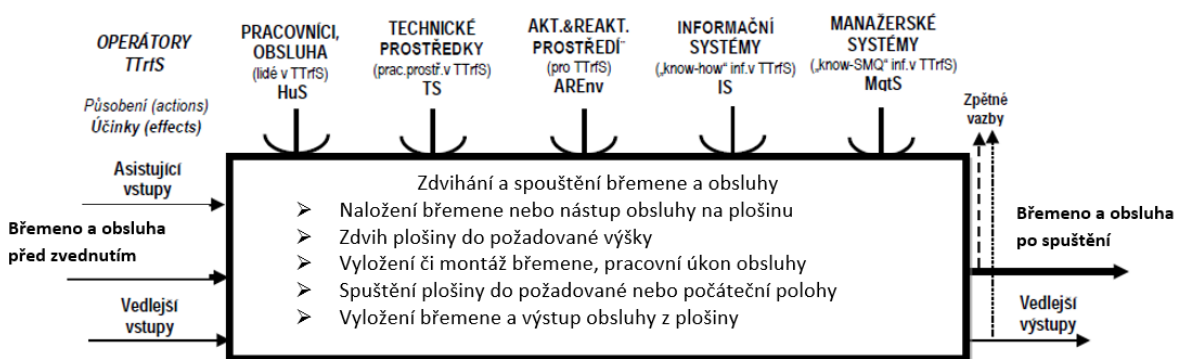 OPERÁTORY
TTrfS
Působení (actions)
Účinky (effects)
PRACOVNÍCI,
OBSLUHA
(lidé v TTrfS)
HuS
TECHNICKÉ
PROSTŘEDKY
(prac.prostř.v TTrfS)
TS
AKT.&REAKT.
PROSTŘEDÍ
(pro TTrfS)
AREnv
INFORMAČNÍ
SYSTÉMY
(„know-how“ inf.v TTrfS)
IS
MANAŽERSKÉ
SYSTÉMY
(„know-SMQ“ inf.v TTrfS)
MgtS
Zpětné
vazby
Asistující
vstupy
Břemeno a obsluha
před zvednutím
Vedlejší
vstupy
Zdvihání a spouštění břemene a obsluhy
➢ Naložení břemene nebo nástup obsluhy na plošinu
➢ Zdvih plošiny do požadované výšky
➢ Vyložení či montáž břemene, pracovní úkon obsluhy
➢ Spuštění plošiny do požadované nebo počáteční polohy
➢ Vyložení břemene a výstup obsluhy z plošiny
Břemeno a obsluha
po spuštění
Vedlejší
výstupy